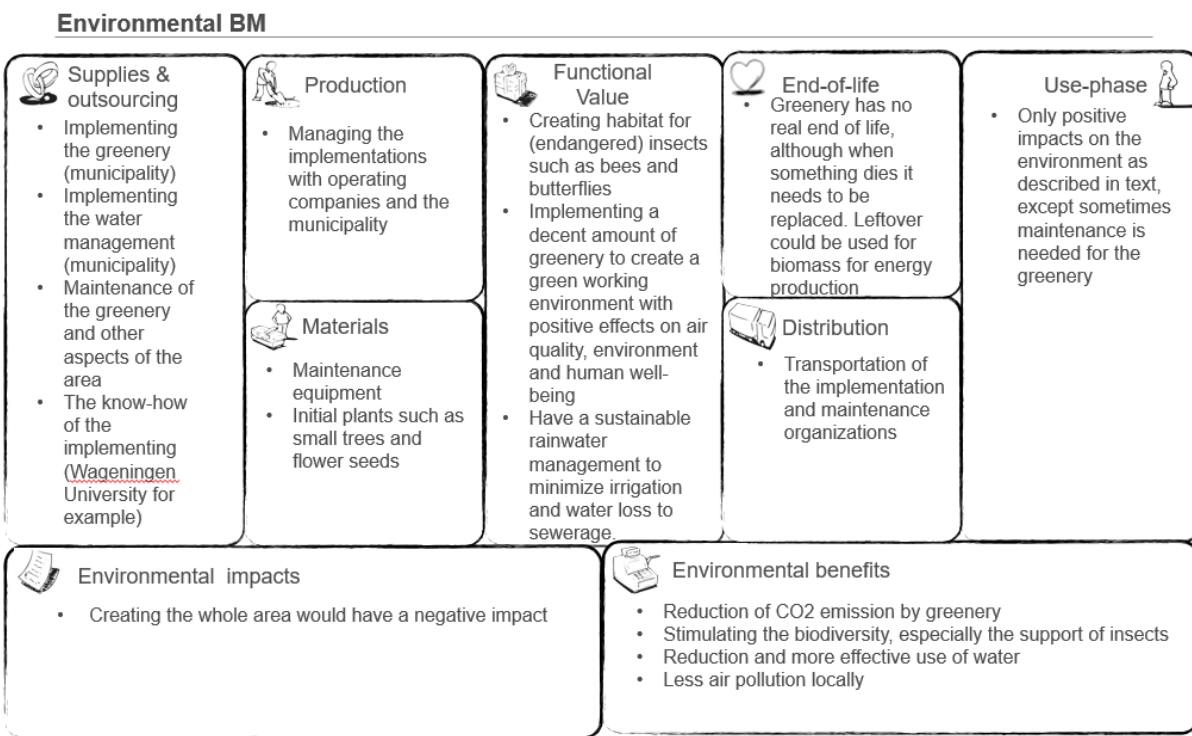 Environmental BM
Supplies &
outsourcing
• Implementing
the greenery
(municipality)
• Implementing
the water
management
(municipality)
• Maintenance of
the greenery
and other
aspects of the
area
• The know-how
of the
implementing
(Wageningen
University for
example)
Production
• Managing the
implementations
with operating
companies and the
municipality
Materials
• Maintenance
equipment
• Initial plants such as
small trees and
flower seeds
Functional
Value
• Creating habitat for
(endangered) insects
such as bees and
butterflies
• Implementing a
decent amount of
greenery to create a
green working
environment with
positive effects on air
quality, environment
and human well-
being
• Have a sustainable
rainwater
management to
minimize irrigation
and water loss to
sewerage.
End-of-life
• Greenery has no
real end of life,
although when
something dies it
needs to be
replaced. Leftover
could be used for
biomass for energy
production
Distribution
• Transportation of
the implementation
and maintenance
organizations
Use-phase
• Only positive
impacts on the
environment as
described in text,
except sometimes
maintenance is
needed for the
greenery
Environmental impacts
• Creating the whole area would have a negative impact
Environmental benefits
• Reduction of CO2 emission by greenery
• Stimulating the biodiversity, especially the support of insects
• Reduction and more effective use of water
• Less air pollution locally